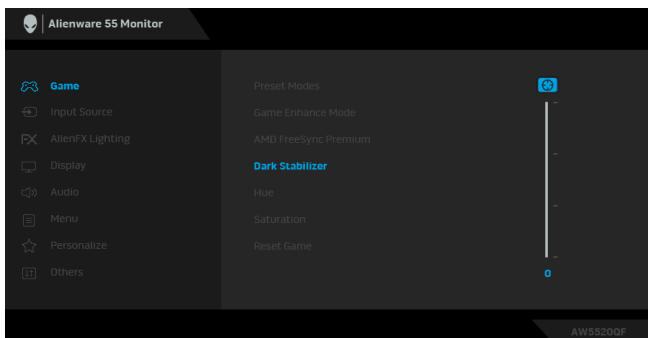 Alienware 55 Monitor
Game
Input Source
FX AlienFX Lighting
Display
Audio
Menu
Personalize
Others
Preset Modes
Game Enhance Mode
AMD FreeSync Premium
Dark Stabilizer
Hue
Saturation
Reset Game
0
AW5520QF